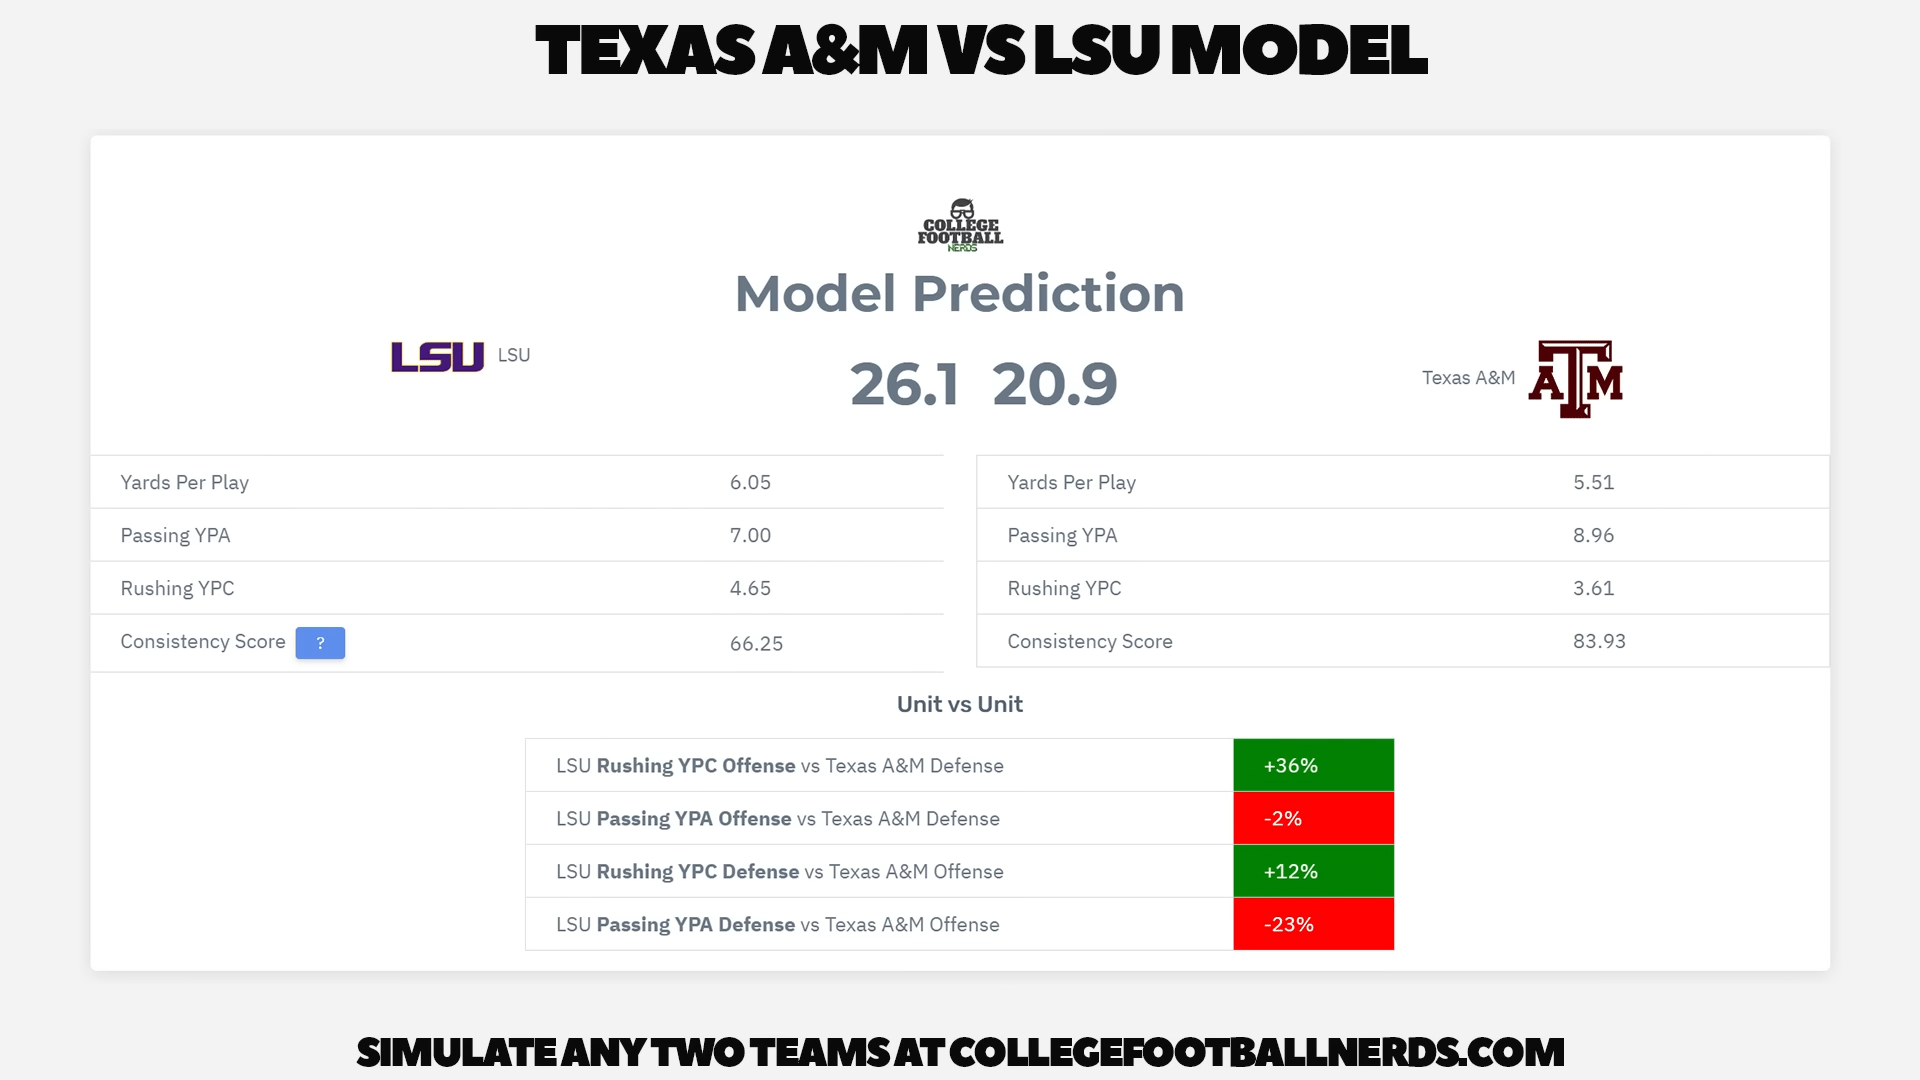 TEXAS A&M VS LSU MODEL
COLLEGE
FOOTBALL
NERDS
Model Prediction
LSU LSU
26.1 20.9
Texas A&M ATM
Yards Per Play 6.05
Passing YPA 7.00
Rushing YPC 4.65
Consistency Score ? 66.25
Yards Per Play 5.51
Passing YPA 8.96
Rushing YPC 3.61
Consistency Score 83.93
Unit vs Unit
LSU Rushing YPC Offense vs Texas A&M Defense +36%
LSU Passing YPA Offense vs Texas A&M Defense -2%
LSU Rushing YPC Defense vs Texas A&M Offense +12%
LSU Passing YPA Defense vs Texas A&M Offense -23%
SIMULATE ANY TWO TEAMS AT COLLEGEFOOTBALLNERDS.COM